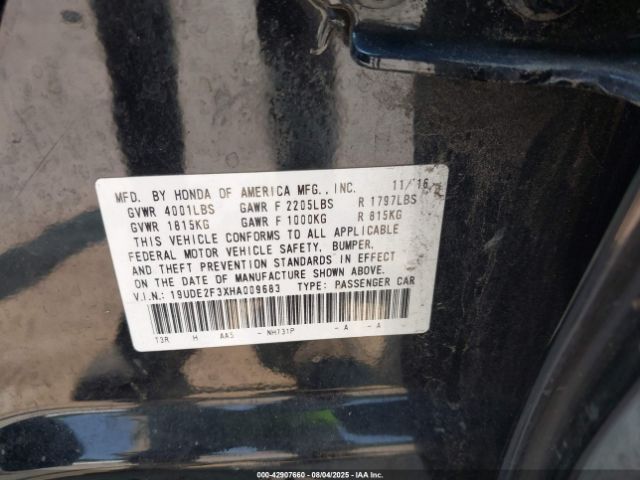 MFD. BY HONDA OF AMERICA MFG., INC. 11/16
GVWR 4001LBS GAWR F 2205LBS R 1797LBS
GVWR 1815KG GAWR F 1000KG R 815KG
THIS VEHICLE CONFORMS TO ALL APPLICABLE
FEDERAL MOTOR VEHICLE SAFETY, BUMPER,
AND THEFT PREVENTION STANDARDS IN EFFECT
ON THE DATE OF MANUFACTURE SHOWN ABOVE.
V.I.N.: 19UDE2F3XHA009683 TYPE: PASSENGER CAR
T3R H AA5 - NH731P - A - A
000-42907660 - 08/04/2025 - IAAI.COM